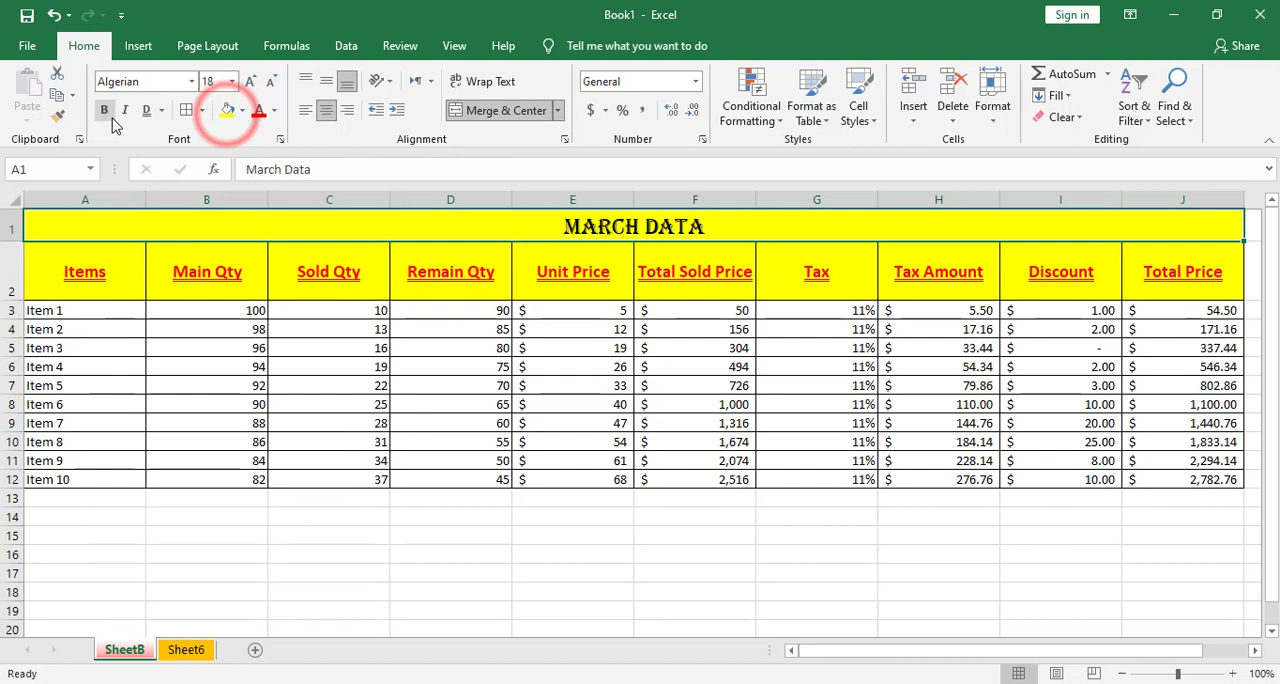 Book1 - Excel Sign in
File Home Insert Page Layout Formulas Data Review View Help Tell me what you want to do Share
Paste Algerian 18 Wrap Text General Conditional Formatting Format as Table Cell Styles Insert Delete Format AutoSum Sort & Filter Find & Select
B I D A Merge & Center $ % , Fill Clear
Clipboard Font Alignment Number Styles Cells Editing
A1 fx March Data
A B C D E F G H I J
1 MARCH DATA
2 Items Main Qty Sold Qty Remain Qty Unit Price Total Sold Price Tax Tax Amount Discount Total Price
3 Item 1 100 10 90 $ 5 $ 50 11% $ 5.50 $ 1.00 $ 54.50
4 Item 2 98 13 85 $ 12 $ 156 11% $ 17.16 $ 2.00 $ 171.16
5 Item 3 96 16 80 $ 19 $ 304 11% $ 33.44 $ - $ 337.44
6 Item 4 94 19 75 $ 26 $ 494 11% $ 54.34 $ 2.00 $ 546.34
7 Item 5 92 22 70 $ 33 $ 726 11% $ 79.86 $ 3.00 $ 802.86
8 Item 6 90 25 65 $ 40 $ 1,000 11% $ 110.00 $ 10.00 $ 1,100.00
9 Item 7 88 28 60 $ 47 $ 1,316 11% $ 144.76 $ 20.00 $ 1,440.76
10 Item 8 86 31 55 $ 54 $ 1,674 11% $ 184.14 $ 25.00 $ 1,833.14
11 Item 9 84 34 50 $ 61 $ 2,074 11% $ 228.14 $ 8.00 $ 2,294.14
12 Item 10 82 37 45 $ 68 $ 2,516 11% $ 276.76 $ 10.00 $ 2,782.76
13
14
15
16
17
18
19
20
SheetB Sheet6
Ready 100%